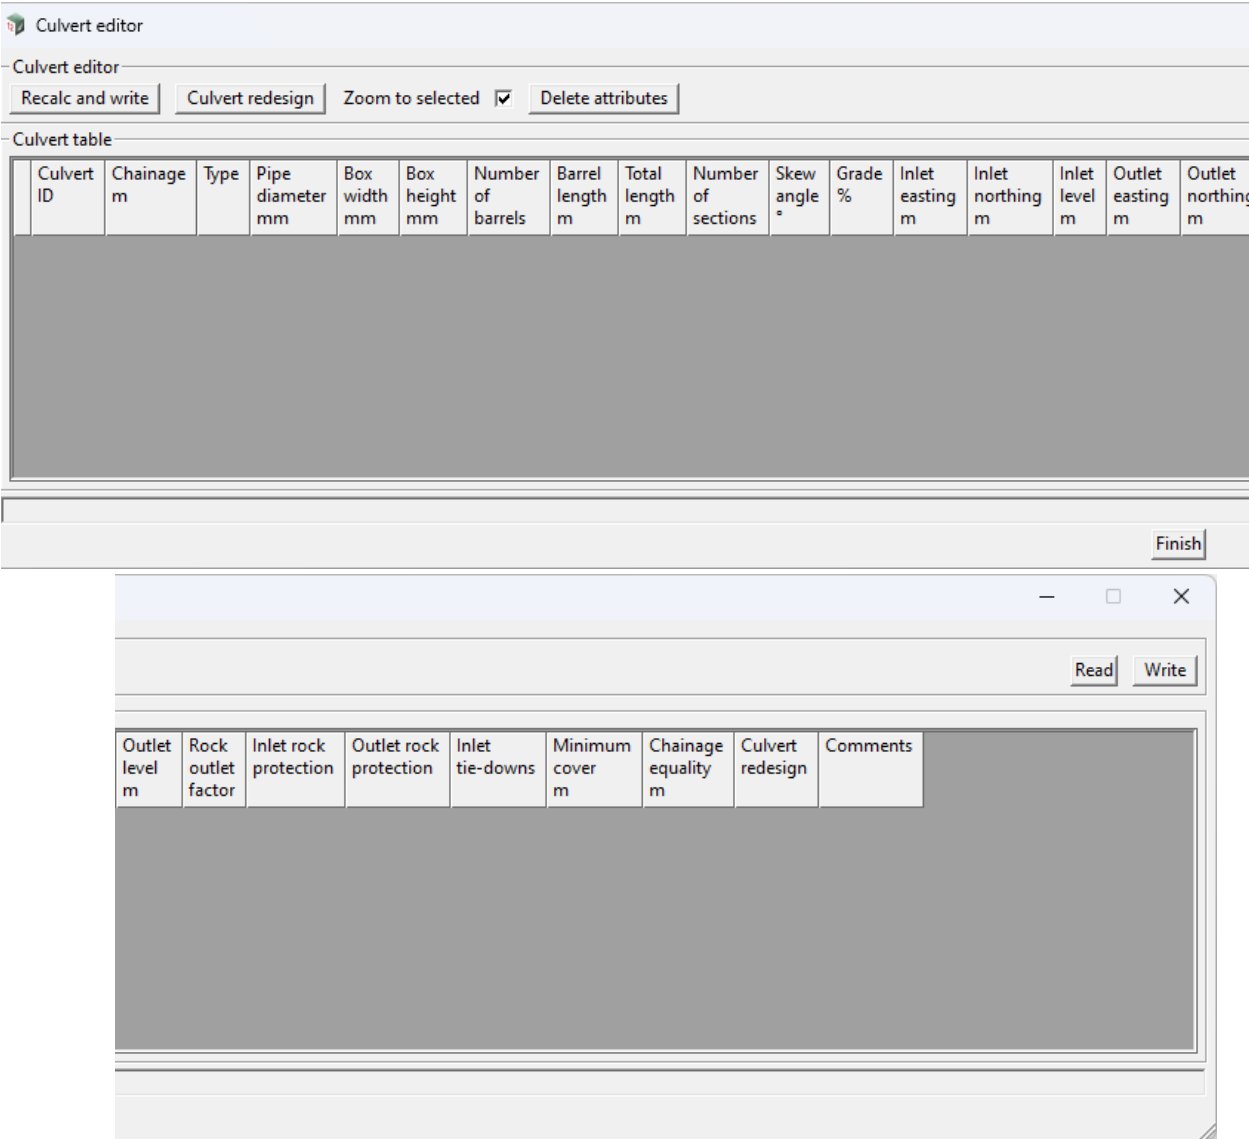 Culvert editor
Culvert editor
Recalc and write Culvert redesign Zoom to selected Delete attributes
Culvert table
Culvert Chainage Type Pipe Box Box Number Barrel Total Number Skew Grade Inlet Inlet Inlet Outlet Outlet
ID m diameter width height of length length of angle % easting northing level easting northing
mm mm mm barrels m m sections ° m m m m m
Finish
Read Write
Outlet Rock Inlet rock Outlet rock Inlet Minimum Chainage Culvert Comments
level outlet protection protection tie-downs cover equality redesign
m factor m m